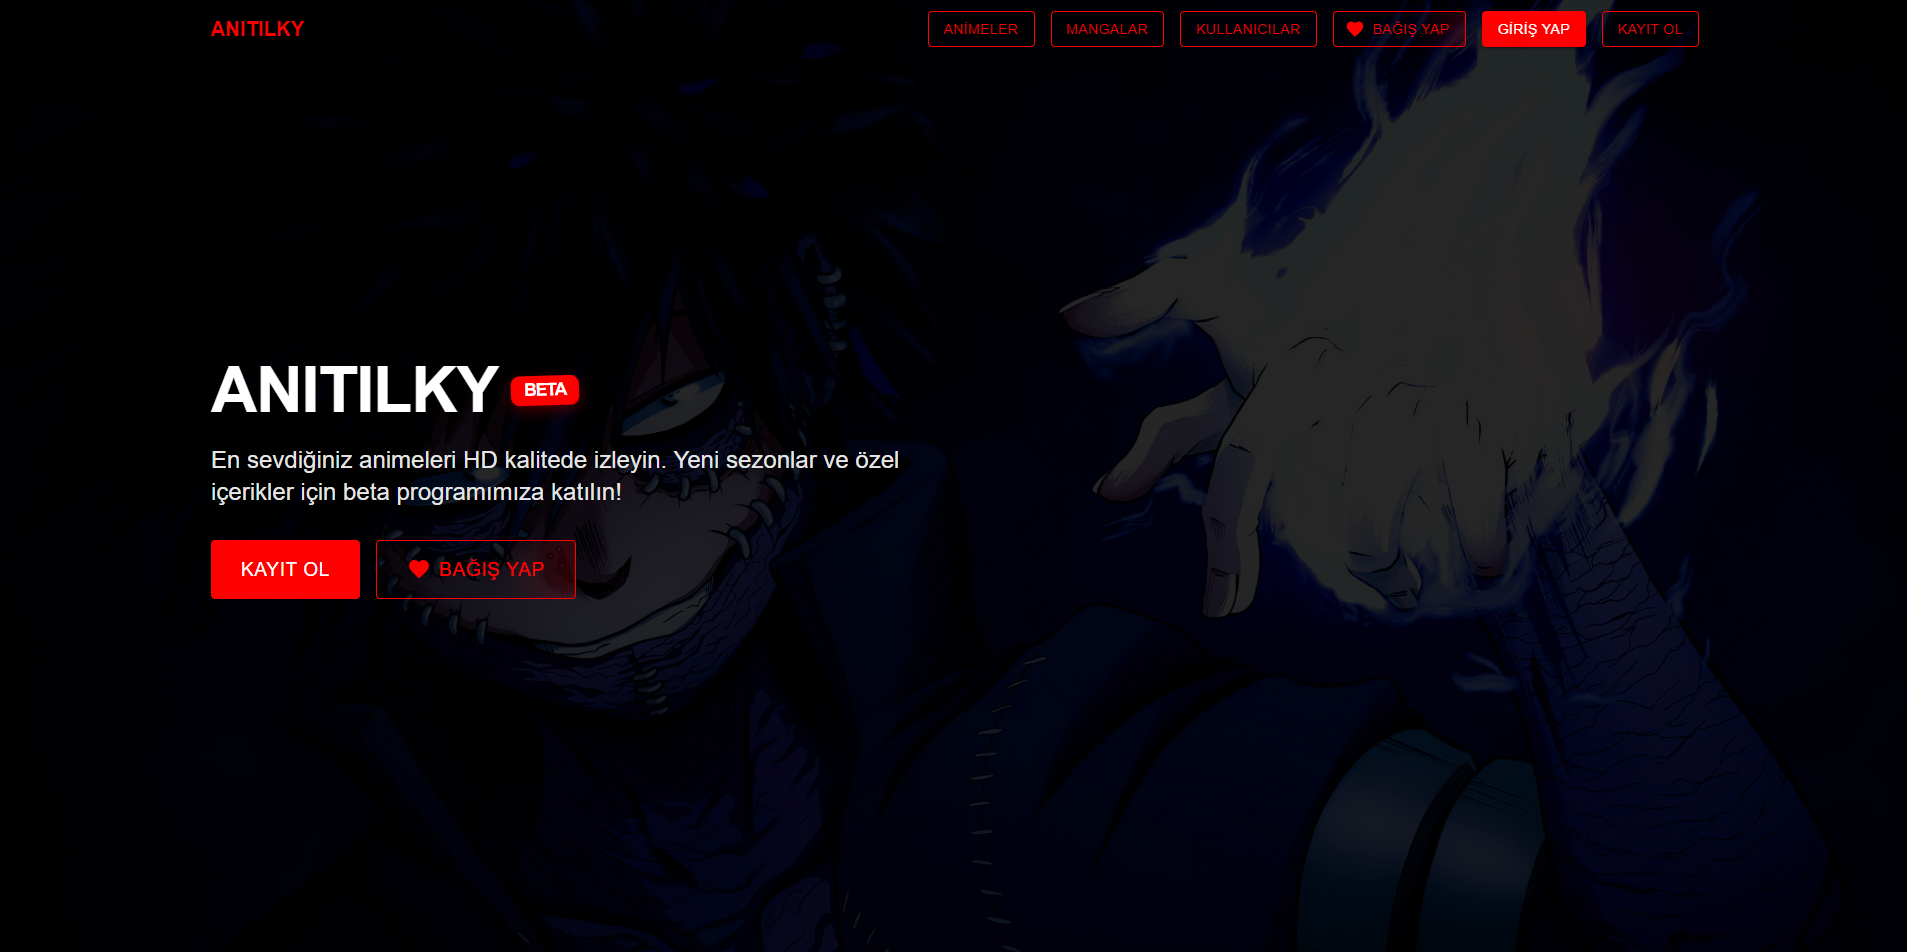 ANITILKY
ANİMELER
MANGALAR
KULLANICILAR
BAĞIŞ YAP
GİRİŞ YAP
KAYIT OL
ANITILKY
BETA
En sevdiğiniz animeleri HD kalitede izleyin. Yeni sezonlar ve özel
içerikler için beta programımıza katılın!
KAYIT OL
BAĞIŞ YAP